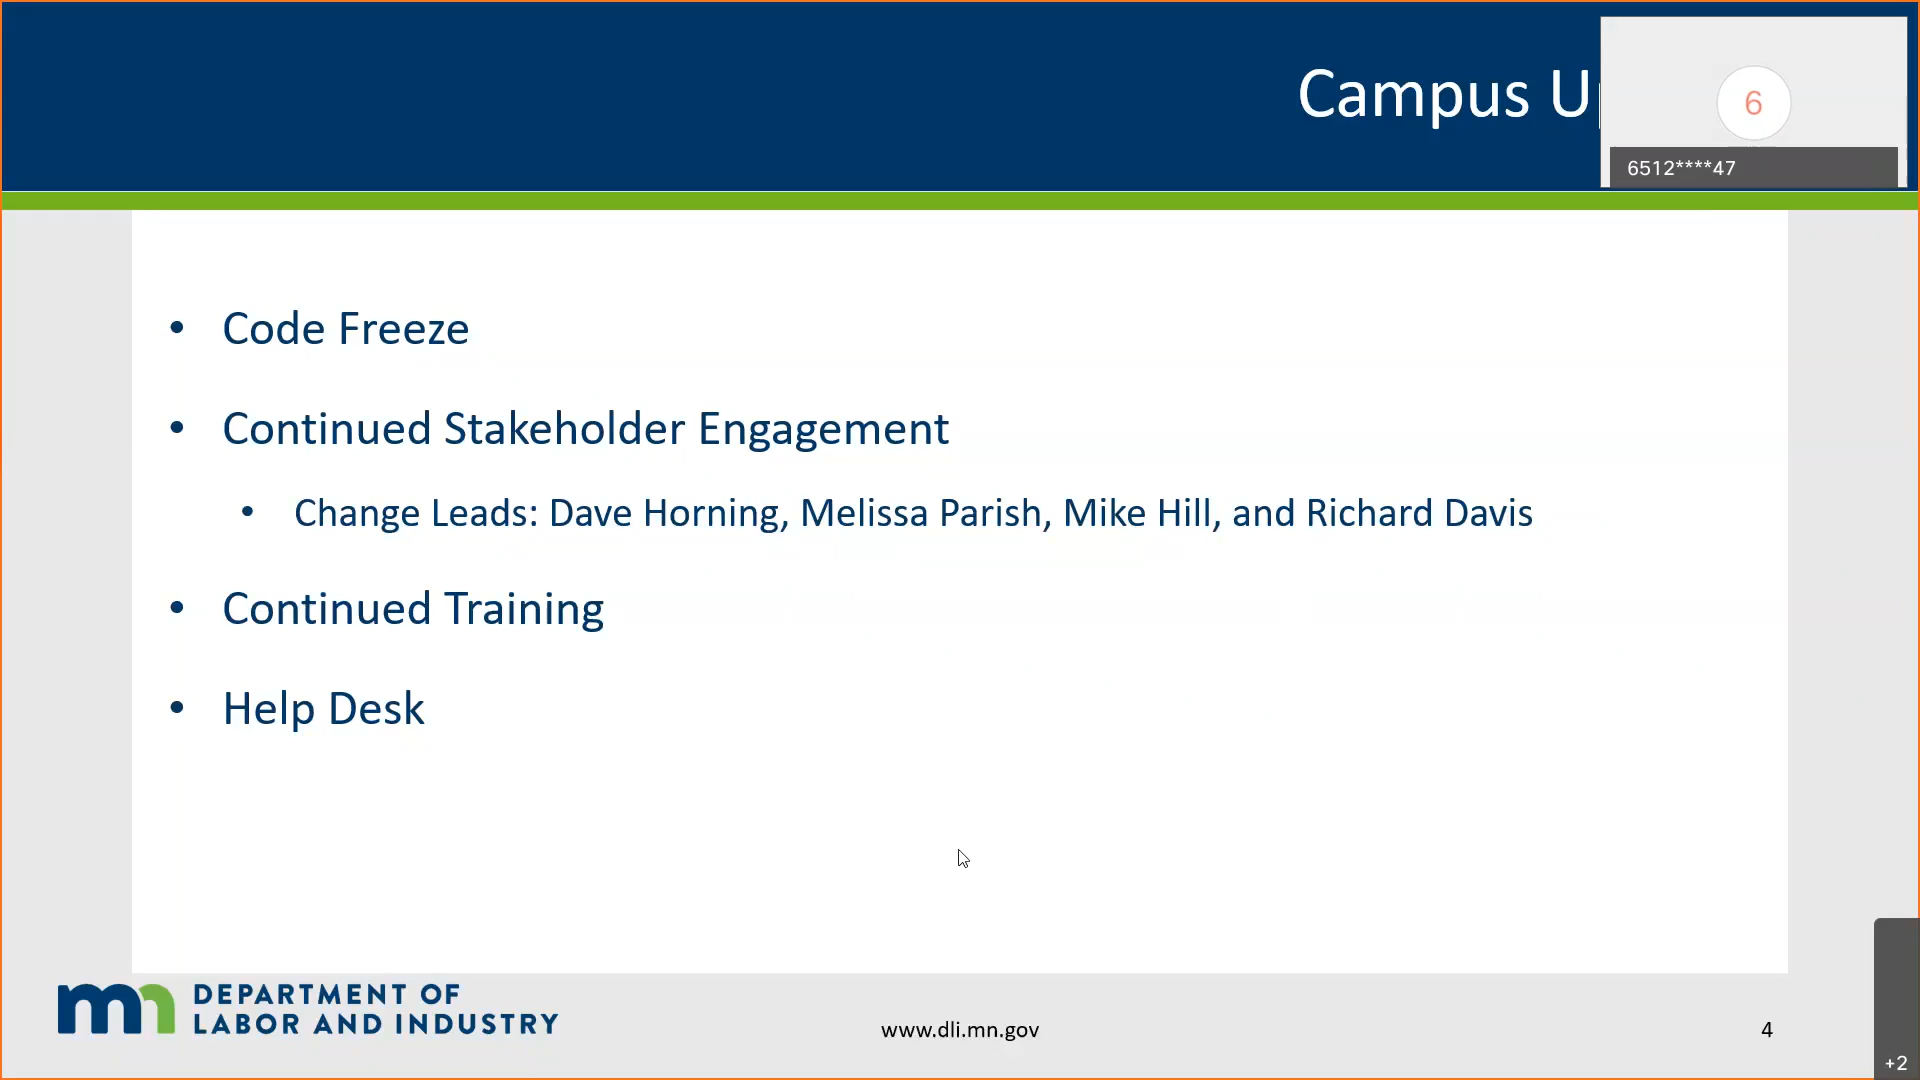 Campus U
6
6512****47
• Code Freeze
• Continued Stakeholder Engagement
• Change Leads: Dave Horning, Melissa Parish, Mike Hill, and Richard Davis
• Continued Training
• Help Desk
mn DEPARTMENT OF
LABOR AND INDUSTRY
www.dli.mn.gov
4
+2